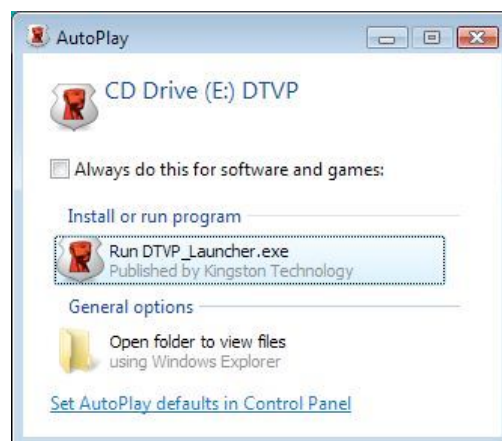 AutoPlay
CD Drive (E:) DTVP
Always do this for software and games:
Install or run program
Run DTVP_Launcher.exe
Published by Kingston Technology
General options
Open folder to view files
using Windows Explorer
Set AutoPlay defaults in Control Panel